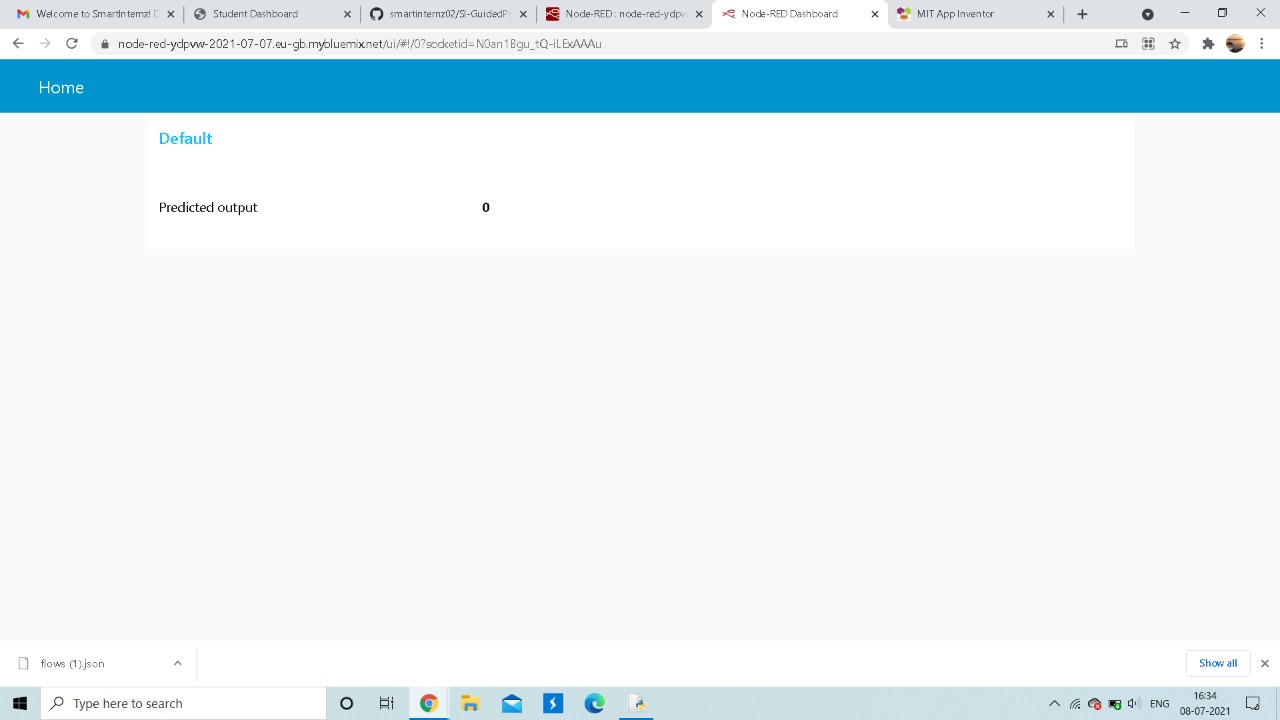 Welcome to SmartInternz! D
Student Dashboard
smartinternz02/SI-GuidedPr
Node-RED : node-red-ydpvw
Node-RED Dashboard
MIT App Inventor
node-red-ydpvw-2021-07-07.eu-gb.mybluemix.net/ui/#!/0?socketid=N0an1Bgu_tQ-iLExAAAu
Home
Default
Predicted output 0
flows (1).json
Show all
Type here to search
ENG
16:34
08-07-2021